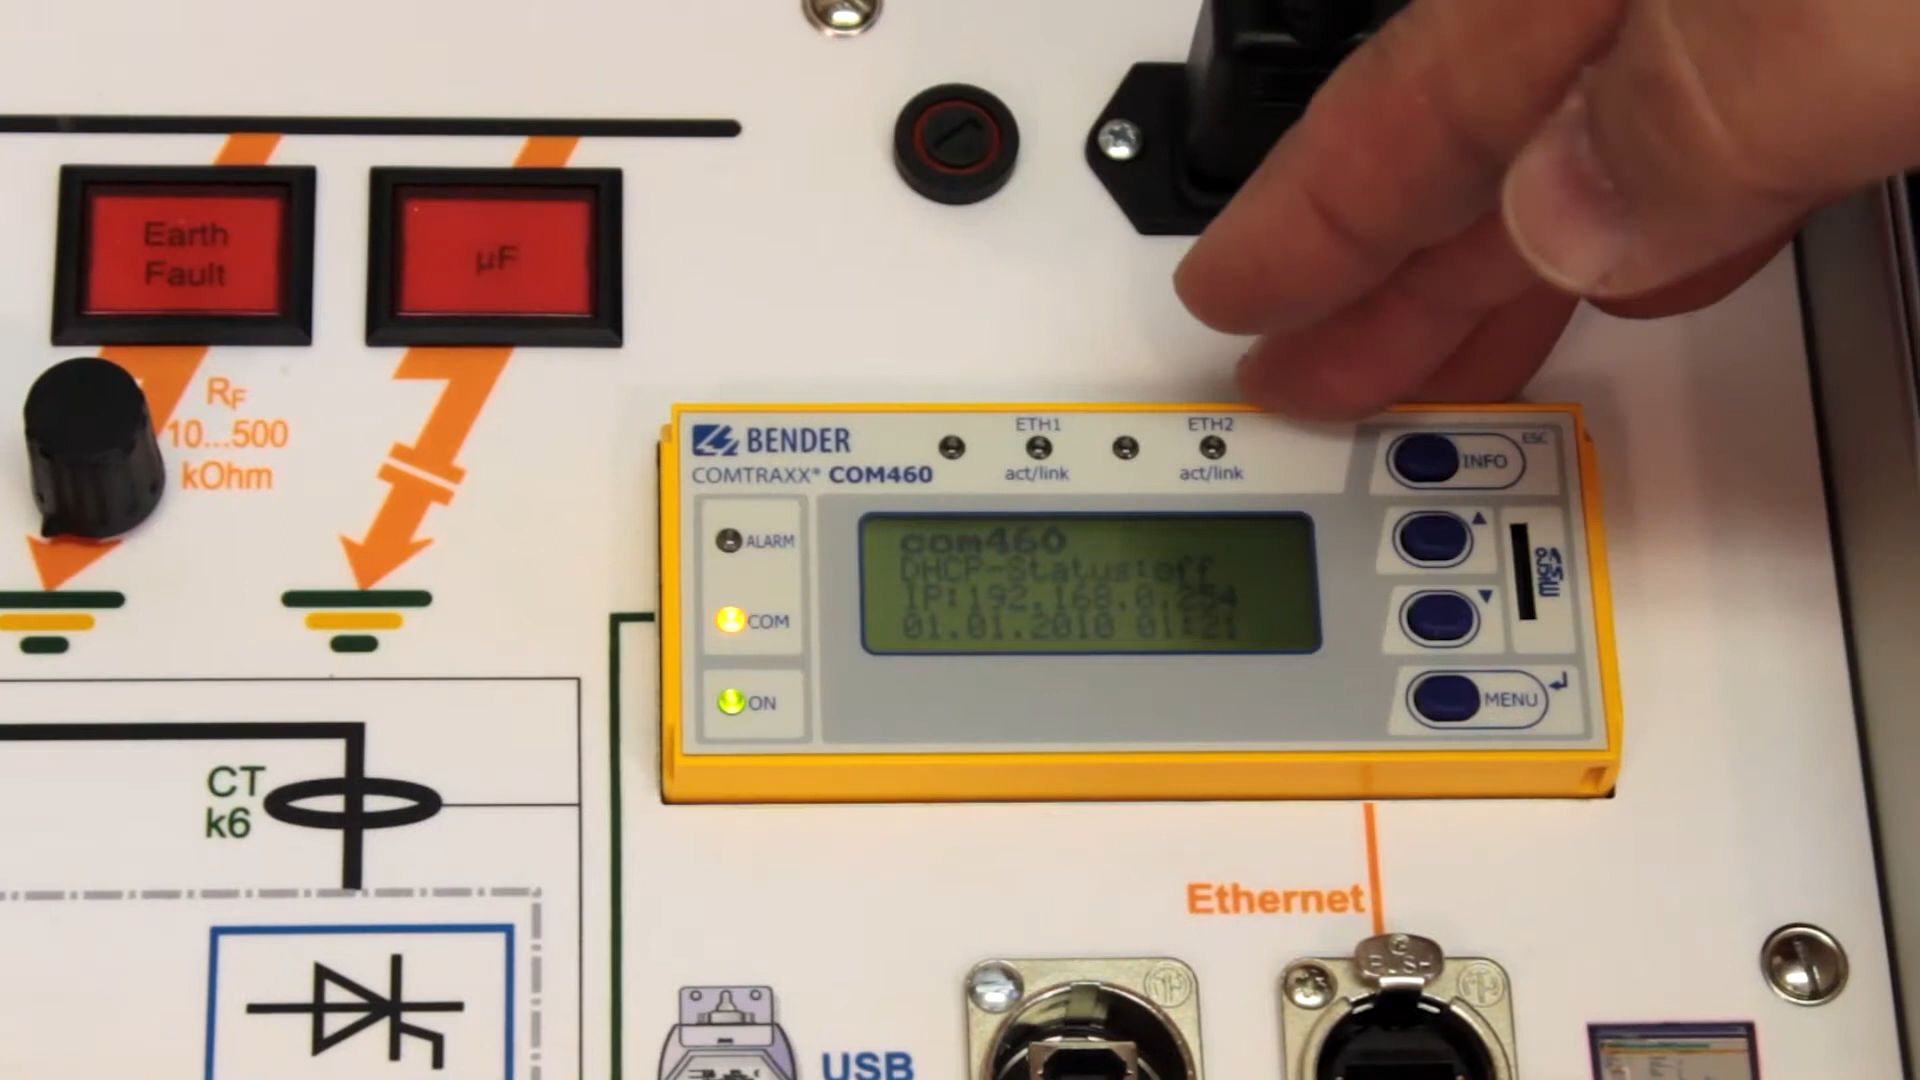 Earth
Fault
µF
RF
10...500
kOhm
BENDER
COMTRAXX® COM460
ETH1
act/link
ETH2
act/link
ESC
INFO
ALARM
COM
ON
com460
DHCP-Status:off
IP:192.168.0.254
01.01.2010 01:21
MENU
CT
k6
Ethernet
PUSH
USB